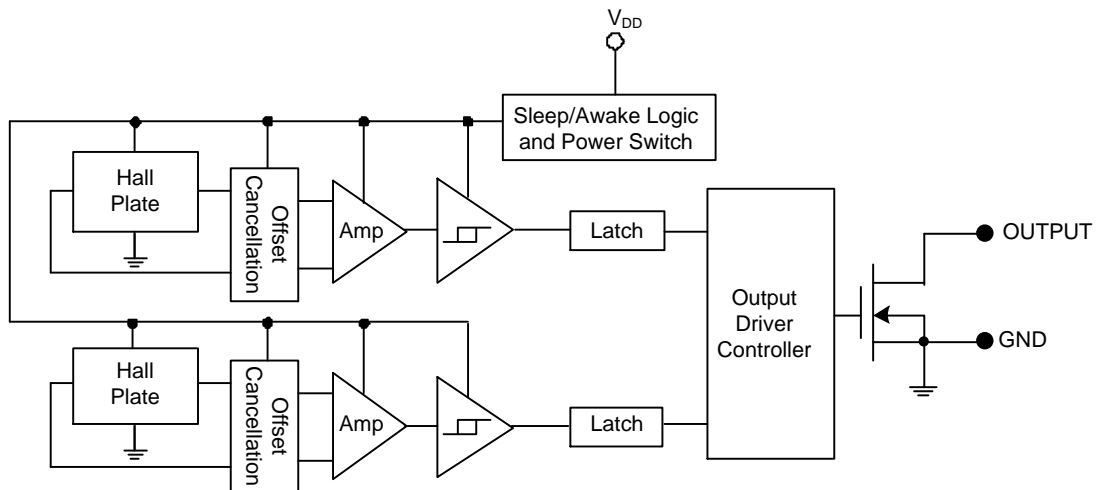 VDD
Sleep/Awake Logic
and Power Switch
Hall
Plate
Offset
Cancellation
Amp
Latch
Output
Driver
Controller
OUTPUT
GND
Hall
Plate
Offset
Cancellation
Amp
Latch